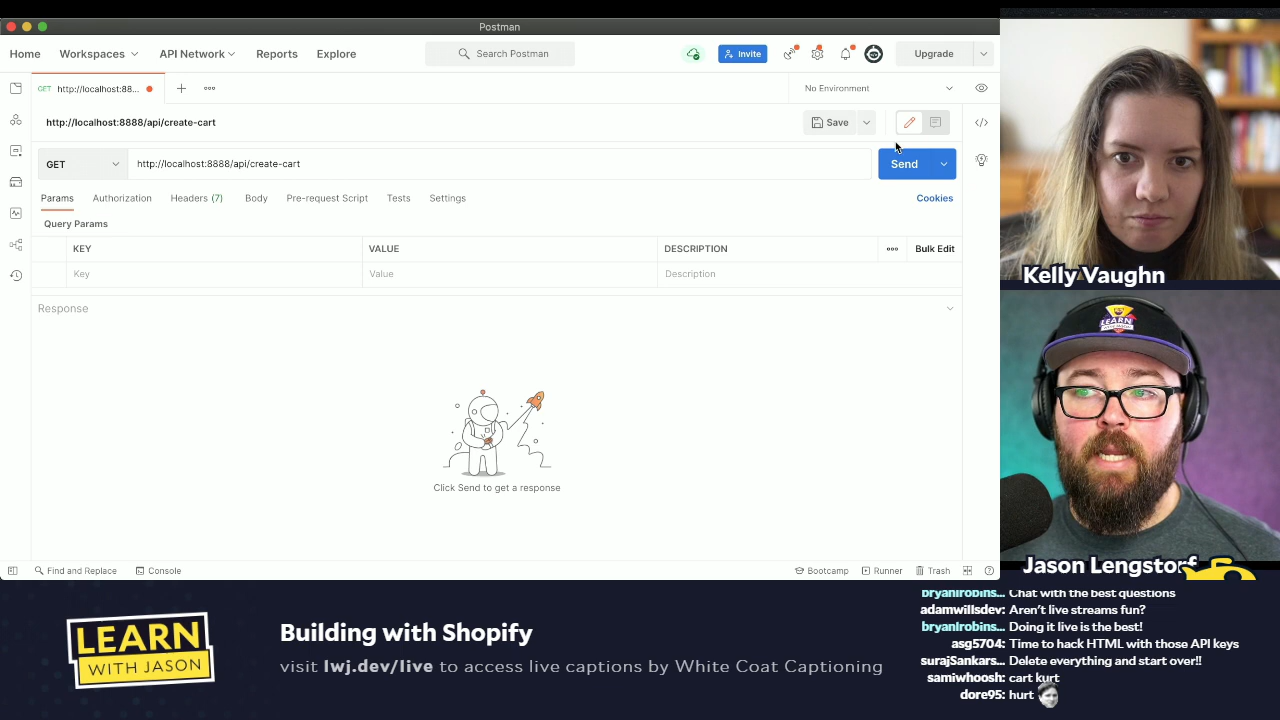 Postman
Home Workspaces API Network Reports Explore Search Postman Invite Upgrade
GET http://localhost:88... No Environment
http://localhost:8888/api/create-cart Save
GET http://localhost:8888/api/create-cart Send
Params Authorization Headers (7) Body Pre-request Script Tests Settings Cookies
Query Params
KEY VALUE DESCRIPTION Bulk Edit
Key Value Description
Response
Click Send to get a response
Find and Replace Console Bootcamp Runner Trash
Kelly Vaughn
LEARN
Jason Lengstorf
LEARN
WITH JASON
Building with Shopify
visit lwj.dev/live to access live captions by White Coat Captioning
bryanlrobins... Chat with the best questions
adamwillsdev: Aren't live streams fun?
bryanlrobins... Doing it live is the best!
asg5704: Time to hack HTML with those API keys
surajSankars... Delete everything and start over!!
samiwhoosh: cart kurt
dore95: hurt